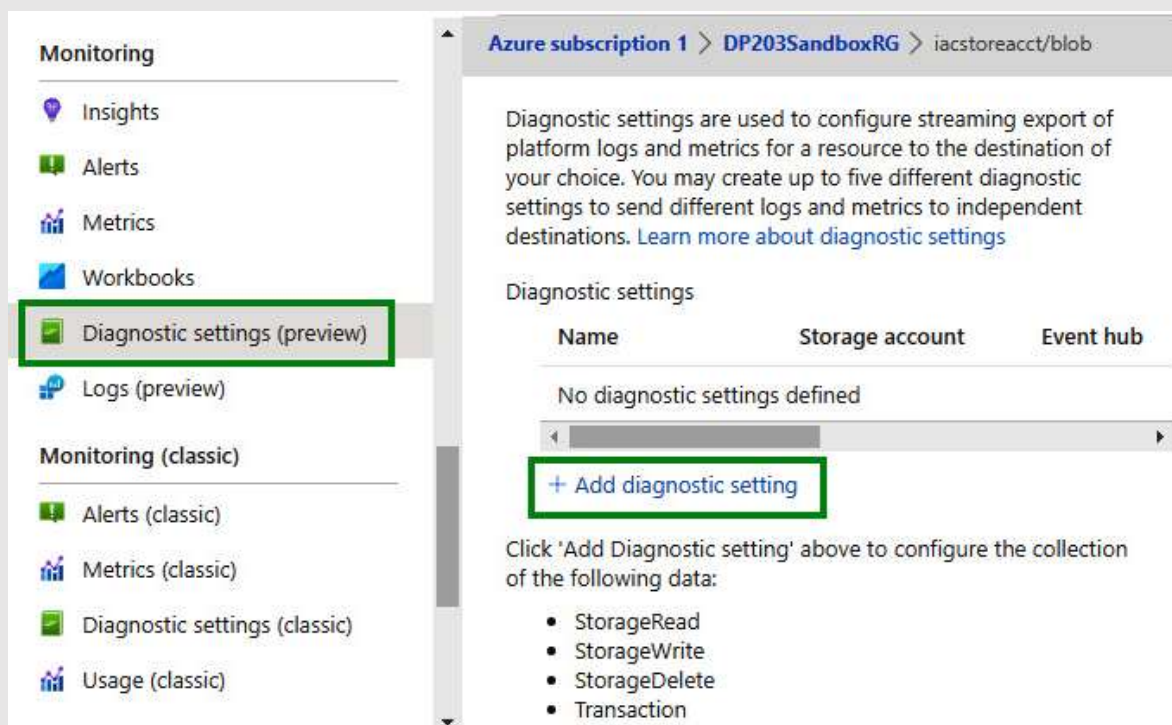 Monitoring
Insights
Alerts
Metrics
Workbooks
Diagnostic settings (preview)
Logs (preview)
Monitoring (classic)
Alerts (classic)
Metrics (classic)
Diagnostic settings (classic)
Usage (classic)
Azure subscription 1 > DP203SandboxRG > iacstoreacct/blob
Diagnostic settings are used to configure streaming export of
platform logs and metrics for a resource to the destination of
your choice. You may create up to five different diagnostic
settings to send different logs and metrics to independent
destinations. Learn more about diagnostic settings
Diagnostic settings
Name Storage account Event hub
No diagnostic settings defined
+ Add diagnostic setting
Click 'Add Diagnostic setting' above to configure the collection
of the following data:
• StorageRead
• StorageWrite
• StorageDelete
• Transaction